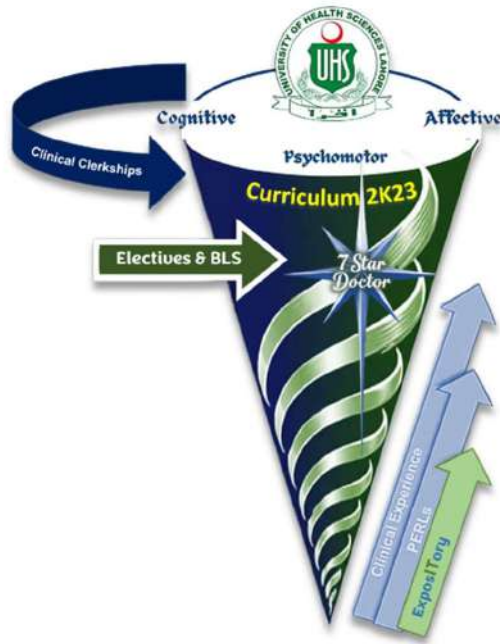 UNIVERSITY OF HEALTH SCIENCES LAHORE
UHS
اقرأ
Cognitive
Affective
Psychomotor
Clinical Clerkships
Curriculum 2K23
Electives & BLS
7 Star
Doctor
Clinical Experience
PERLs
ExposITory